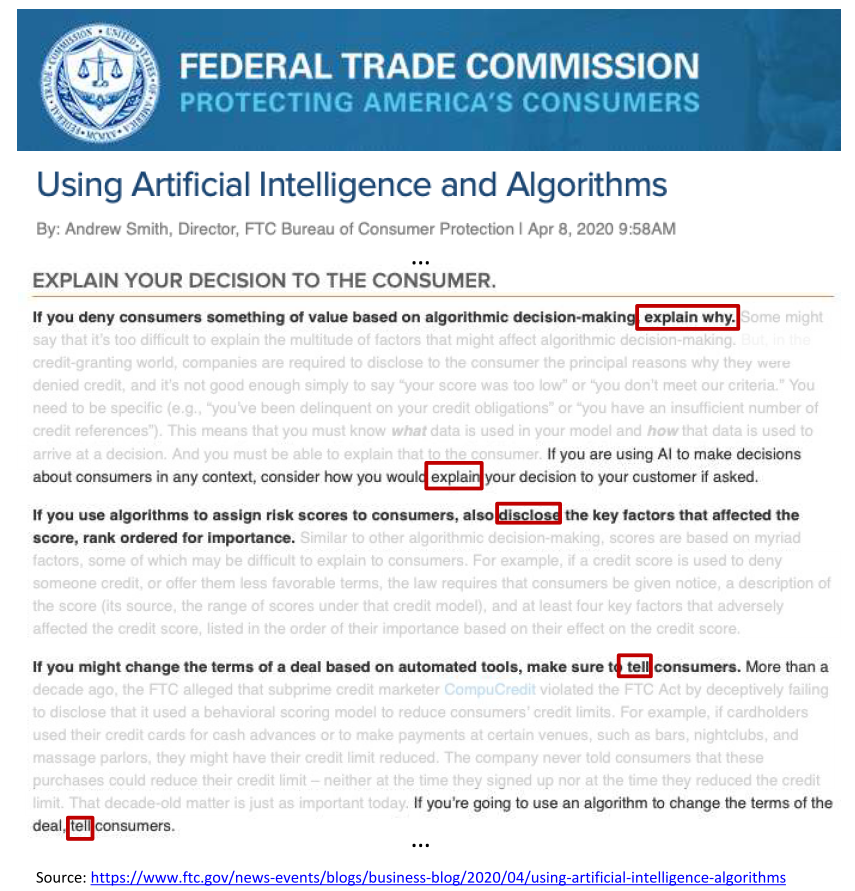 FEDERAL TRADE COMMISSION
PROTECTING AMERICA'S CONSUMERS
Using Artificial Intelligence and Algorithms
By: Andrew Smith, Director, FTC Bureau of Consumer Protection | Apr 8, 2020 9:58AM
...
EXPLAIN YOUR DECISION TO THE CONSUMER.
If you deny consumers something of value based on algorithmic decision-making, explain why. Some might
say that it's too difficult to explain the multitude of factors that might affect algorithmic decision-making. But, in the
credit-granting world, companies are required to disclose to the consumer the principal reasons why they were
denied credit, and it's not good enough simply to say “your score was too low” or “you don't meet our criteria.” You
need to be specific (e.g., “you've been delinquent on your credit obligations” or “you have an insufficient number of
credit references”). This means that you must know what data is used in your model and how that data is used to
arrive at a decision. And you must be able to explain that to the consumer. If you are using AI to make decisions
about consumers in any context, consider how you would explain your decision to your customer if asked.
If you use algorithms to assign risk scores to consumers, also disclose the key factors that affected the
score, rank ordered for importance. Similar to other algorithmic decision-making, scores are based on myriad
factors, some of which may be difficult to explain to consumers. For example, if a credit score is used to deny
someone credit, or offer them less favorable terms, the law requires that consumers be given notice, a description of
the score (its source, the range of scores under that credit model), and at least four key factors that adversely
affected the credit score, listed in the order of their importance based on their effect on the credit score.
If you might change the terms of a deal based on automated tools, make sure to tell consumers. More than a
decade ago, the FTC alleged that subprime credit marketer CompuCredit violated the FTC Act by deceptively failing
to disclose that it used a behavioral scoring model to reduce consumers' credit limits. For example, if cardholders
used their credit cards for cash advances or to make payments at certain venues, such as bars, nightclubs, and
massage parlors, they might have their credit limit reduced. The company never told consumers that these
purchases could reduce their credit limit – neither at the time they signed up nor at the time they reduced the credit
limit. That decade-old matter is just as important today. If you're going to use an algorithm to change the terms of the
deal, tell consumers.
...
Source: https://www.ftc.gov/news-events/blogs/business-blog/2020/04/using-artificial-intelligence-algorithms